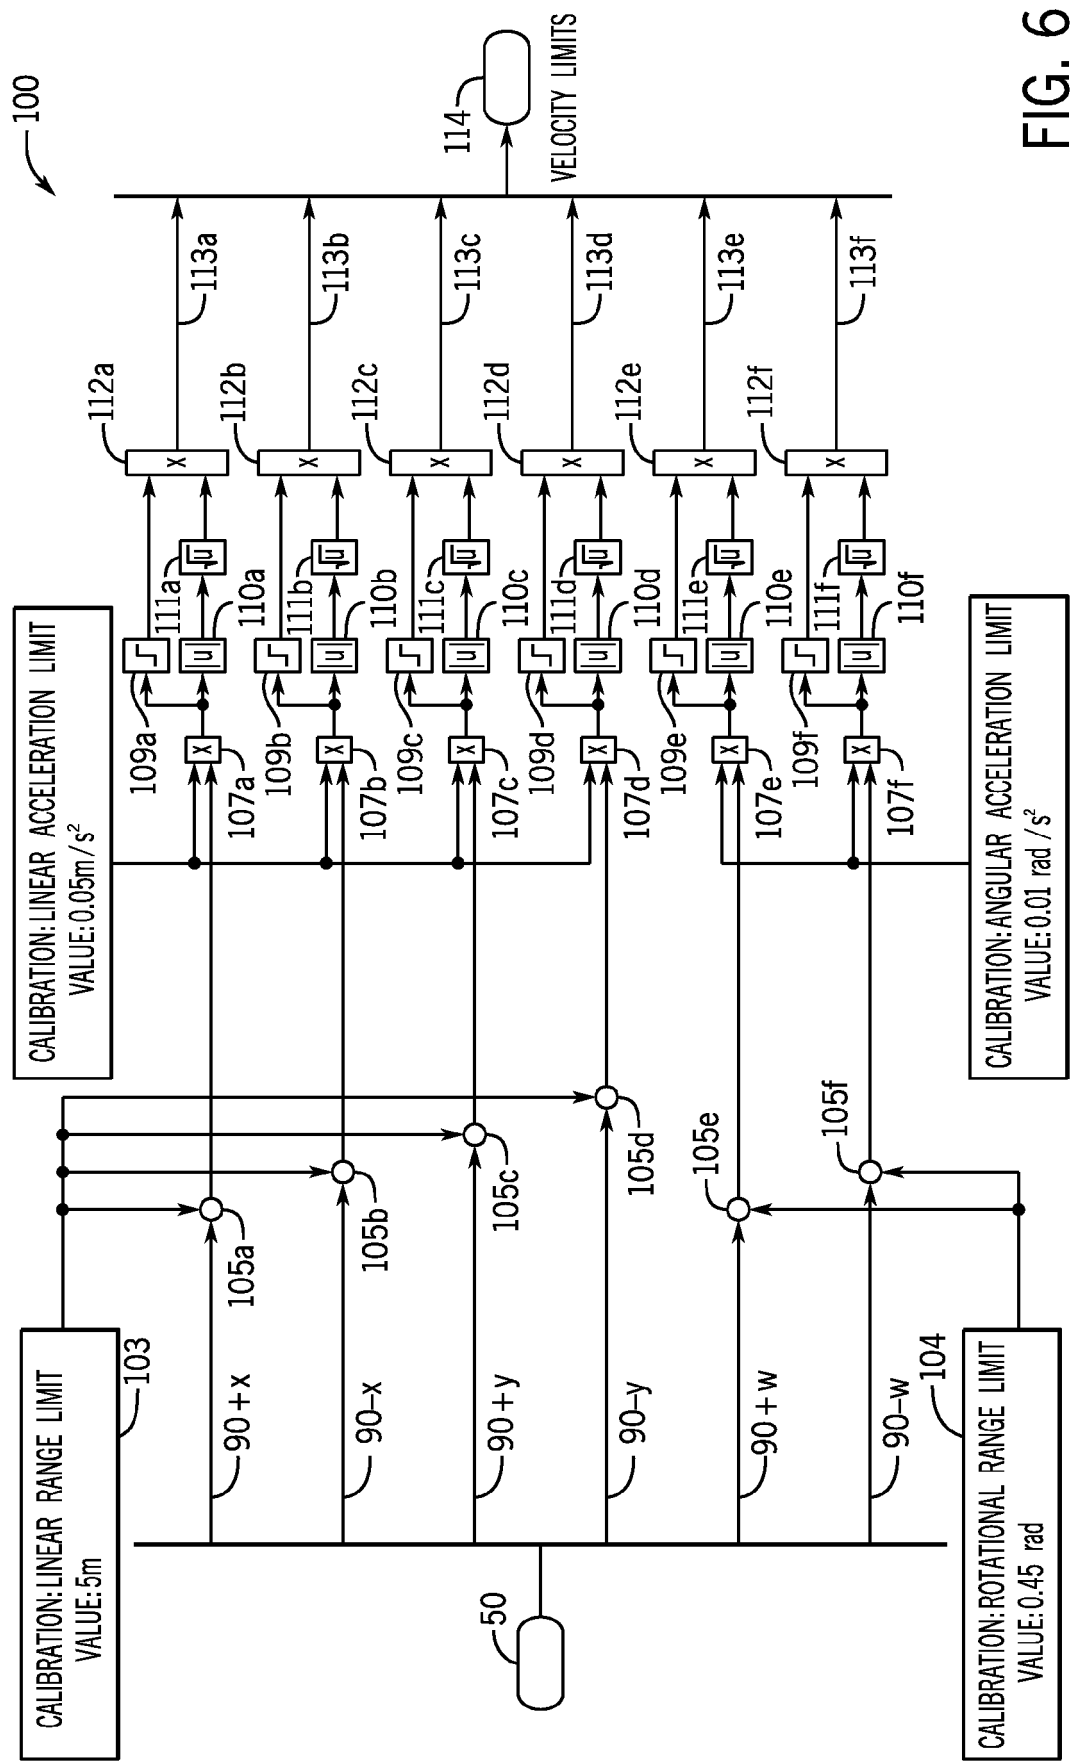 100
CALIBRATION:LINEAR RANGE LIMIT
VALUE:5m
103
CALIBRATION:LINEAR ACCELERATION LIMIT
VALUE:0.05m/s²
50
90+x
90–x
90+y
90–y
90+w
90–w
105a
105b
105c
105d
105e
105f
107a
107b
107c
107d
107e
107f
X
X
X
X
X
X
109a
109b
109c
109d
109e
109f
|u|
|u|
|u|
|u|
|u|
|u|
110a
110b
110c
110d
110e
110f
√u
√u
√u
√u
√u
√u
111a
111b
111c
111d
111e
111f
X
X
X
X
X
X
112a
112b
112c
112d
112e
112f
113a
113b
113c
113d
113e
113f
114
VELOCITY LIMITS
CALIBRATION:ROTATIONAL RANGE LIMIT
VALUE:0.45 rad
104
CALIBRATION:ANGULAR ACCELERATION LIMIT
VALUE:0.01 rad /s²
FIG. 6